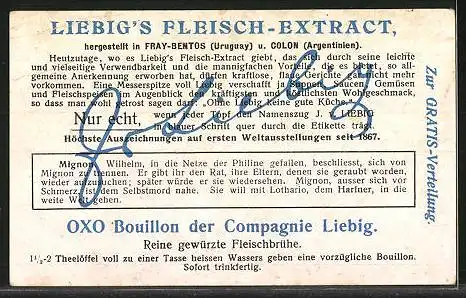 LIEBIG'S FLEISCH-EXTRACT,
hergestellt in FRAY-BENTOS (Uruguay) u. COLON (Argentinien).
Heutzutage, wo es Liebig's Fleisch-Extract giebt, das sich durch seine leichte
und vielseitige Verwendbarkeit und die mannigfachen Vorteile, die es bietet, so all-
gemeine Anerkennung erworben hat, dürfen kraftlose, flaue Gerichte gar nicht mehr
vorkommen. Eine Messerspitze voll Liebig verschafft ja Suppen, Saucen, Gemüsen
und Fleischspeisen im Augenblick den kräftigsten und köstlichsten Wohlgeschmack,
so dass man wohl getrost sagen darf: Ohne Liebig keine gute Küche!
Nur echt, wenn jeder Topf den Namenszug J. v. LIEBIG
in blauer Schrift quer durch die Etikette trägt.
Höchste Auszeichnungen auf ersten Weltausstellungen seit 1867.
J v Liebig
Mignon. Wilhelm, in die Netze der Philine gefallen, beschliesst, sich von
Mignon zu trennen. Er gibt ihr den Rat, ihre Eltern, denen sie geraubt worden,
wieder aufzusuchen; später würde er sie wiedersehen. Mignon, ausser sich vor
Schmerz, ist dem Selbstmord nahe. Sie will mit Lothario, dem Harfner, in die
weite Welt gehen.
OXO Bouillon der Compagnie Liebig.
Reine gewürzte Fleischbrühe.
1½-2 Theelöffel voll zu einer Tasse heissen Wassers geben eine vorzügliche Bouillon.
Sofort trinkfertig.
Zur GRATIS-Verteilung.